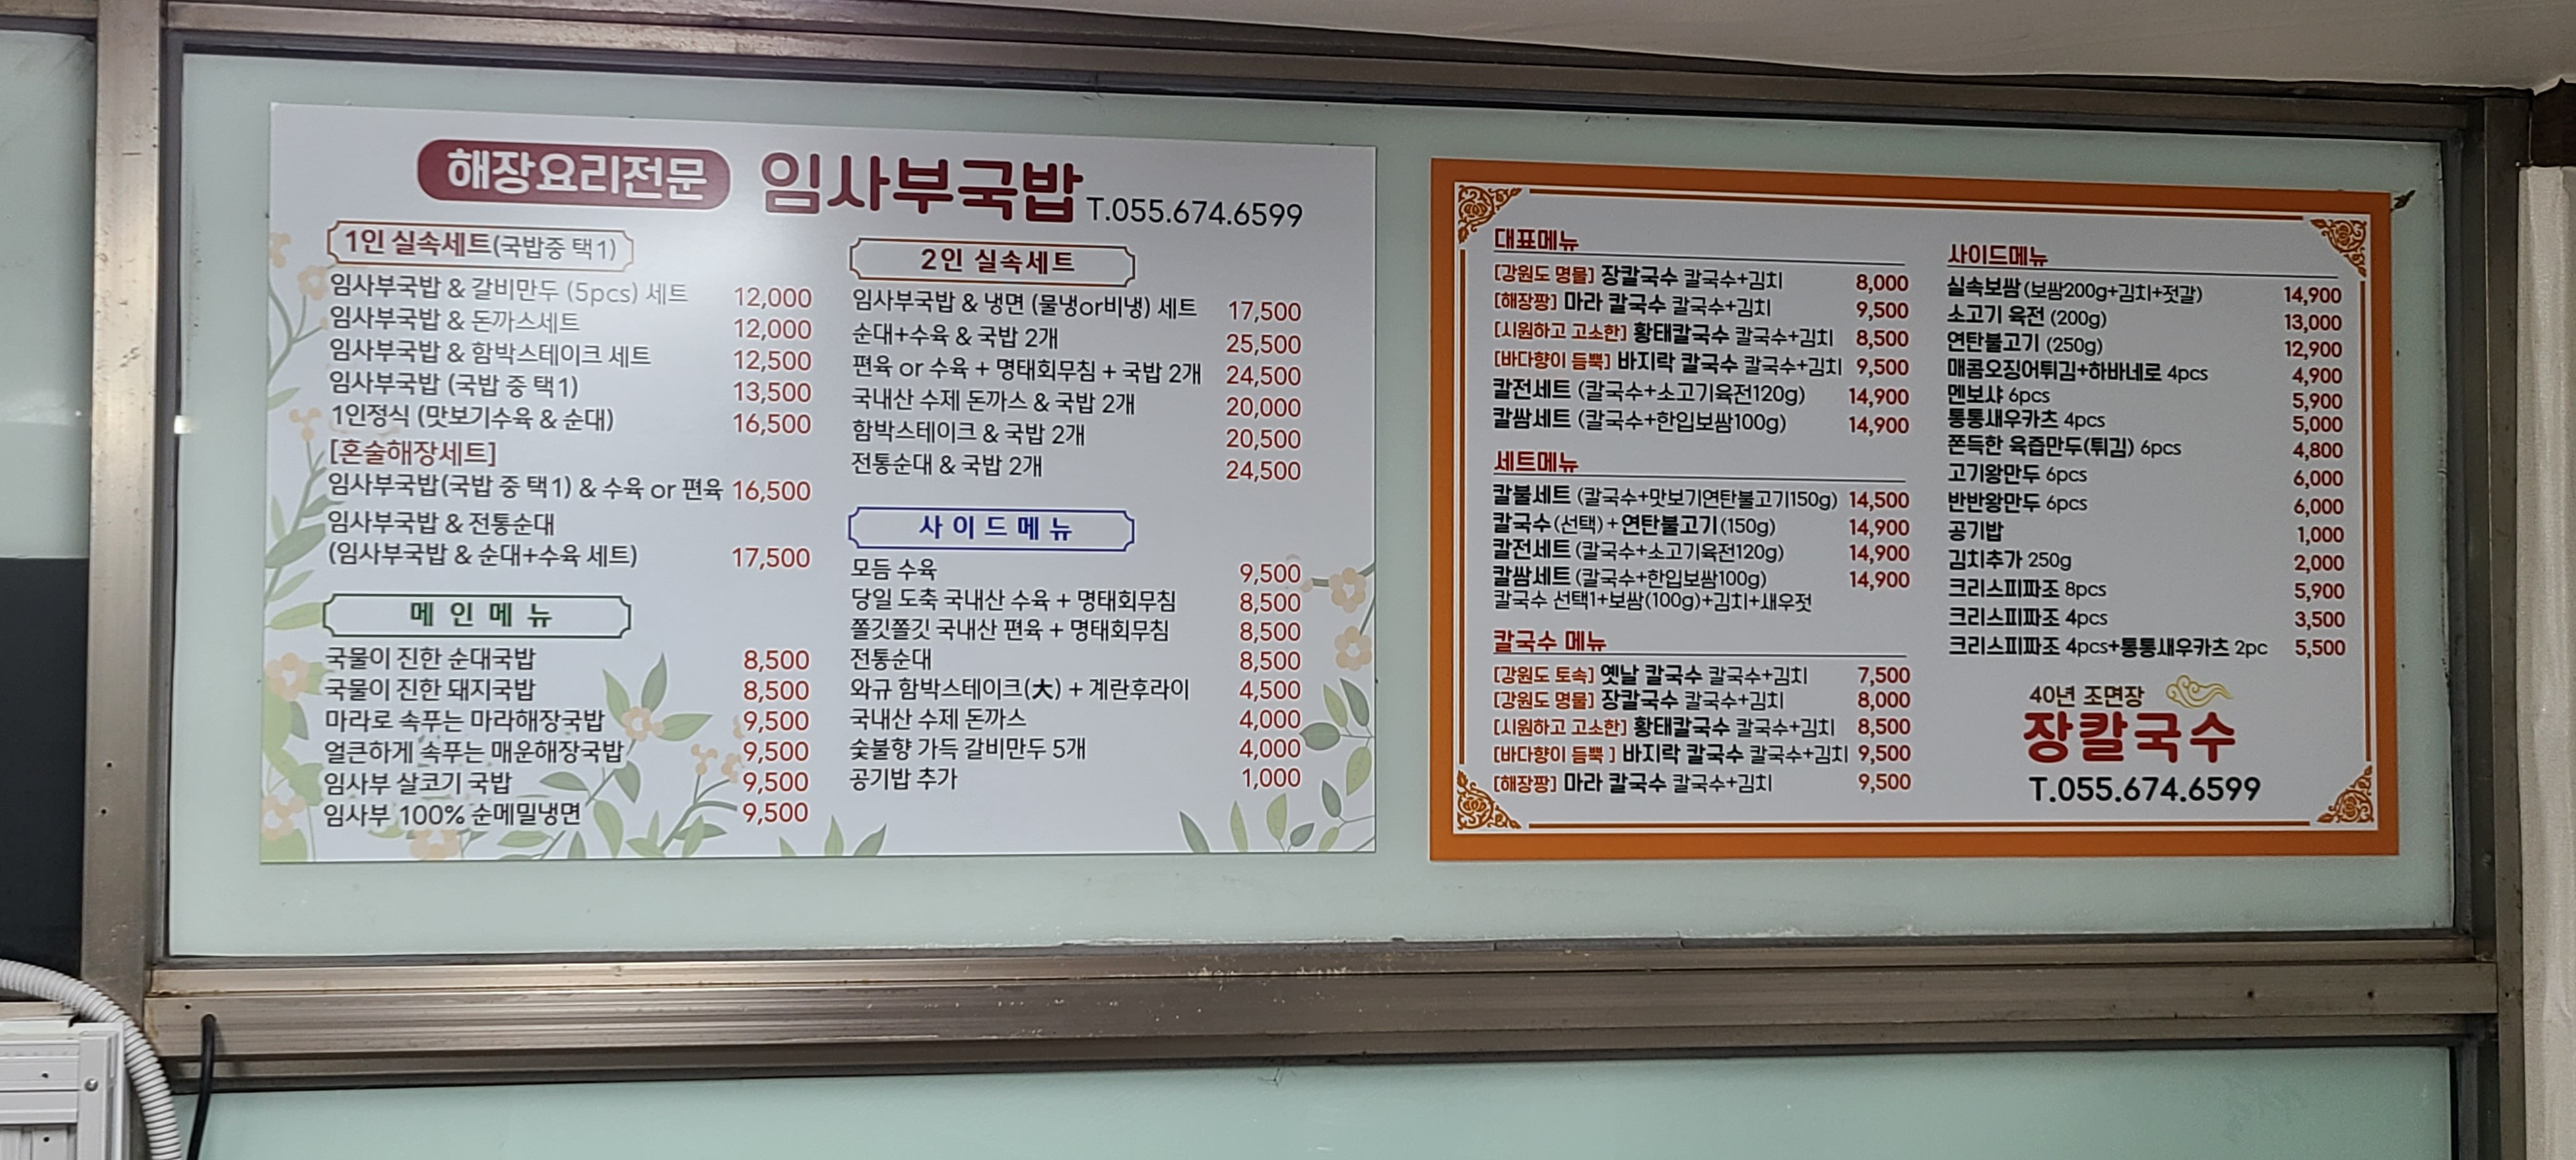 해장요리전문 임사부국밥 T.055.674.6599
1인 실속세트(국밥중 택1)
임사부국밥 & 갈비만두 (5pcs) 세트 12,000
임사부국밥 & 돈까스세트 12,000
임사부국밥 & 함박스테이크 세트 12,500
임사부국밥 (국밥 중 택1) 13,500
1인정식 (맛보기수육 & 순대) 16,500
[혼술해장세트]
임사부국밥(국밥 중 택1) & 수육 or 편육 16,500
임사부국밥 & 전통순대
(임사부국밥 & 순대+수육 세트) 17,500
메인메뉴
국물이 진한 순대국밥 8,500
국물이 진한 돼지국밥 8,500
마라로 속푸는 마라해장국밥 9,500
얼큰하게 속푸는 매운해장국밥 9,500
임사부 살코기 국밥 9,500
임사부 100% 순메밀냉면 9,500
2인 실속세트
임사부국밥 & 냉면 (물냉or비냉) 세트 17,500
순대+수육 & 국밥 2개 25,500
편육 or 수육 + 명태회무침 + 국밥 2개 24,500
국내산 수제 돈까스 & 국밥 2개 20,000
함박스테이크 & 국밥 2개 20,500
전통순대 & 국밥 2개 24,500
사이드메뉴
모듬 수육 9,500
당일 도축 국내산 수육 + 명태회무침 8,500
쫄깃쫄깃 국내산 편육 + 명태회무침 8,500
전통순대 8,500
와규 함박스테이크(大) + 계란후라이 4,500
국내산 수제 돈까스 4,000
숯불향 가득 갈비만두 5개 4,000
공기밥 추가 1,000
대표메뉴
[강원도 명물] 장칼국수 칼국수+김치 8,000
[해장짱] 마라 칼국수 칼국수+김치 9,500
[시원하고 고소한] 황태칼국수 칼국수+김치 8,500
[바다향이 듬뿍] 바지락 칼국수 칼국수+김치 9,500
칼전세트 (칼국수+소고기육전120g) 14,900
칼쌈세트 (칼국수+한입보쌈100g) 14,900
세트메뉴
칼불세트 (칼국수+맛보기연탄불고기150g) 14,500
칼국수(선택)+연탄불고기(150g) 14,900
칼전세트 (칼국수+소고기육전120g) 14,900
칼쌈세트 (칼국수+한입보쌈100g) 14,900
칼국수 선택1+보쌈(100g)+김치+새우젓
칼국수 메뉴
[강원도 토속] 옛날 칼국수 칼국수+김치 7,500
[강원도 명물] 장칼국수 칼국수+김치 8,000
[시원하고 고소한] 황태칼국수 칼국수+김치 8,500
[바다향이 듬뿍 ] 바지락 칼국수 칼국수+김치 9,500
[해장짱] 마라 칼국수 칼국수+김치 9,500
사이드메뉴
실속보쌈 (보쌈200g+김치+젓갈) 14,900
소고기 육전 (200g) 13,000
연탄불고기 (250g) 12,900
매콤오징어튀김+하바네로 4pcs 4,900
멘보샤 6pcs 5,900
통통새우카츠 4pcs 5,000
쫀득한 육즙만두(튀김) 6pcs 4,800
고기왕만두 6pcs 6,000
반반왕만두 6pcs 6,000
공기밥 1,000
김치추가 250g 2,000
크리스피파조 8pcs 5,900
크리스피파조 4pcs 3,500
크리스피파조 4pcs+통통새우카츠 2pc 5,500
40년 조면장
장칼국수
T.055.674.6599